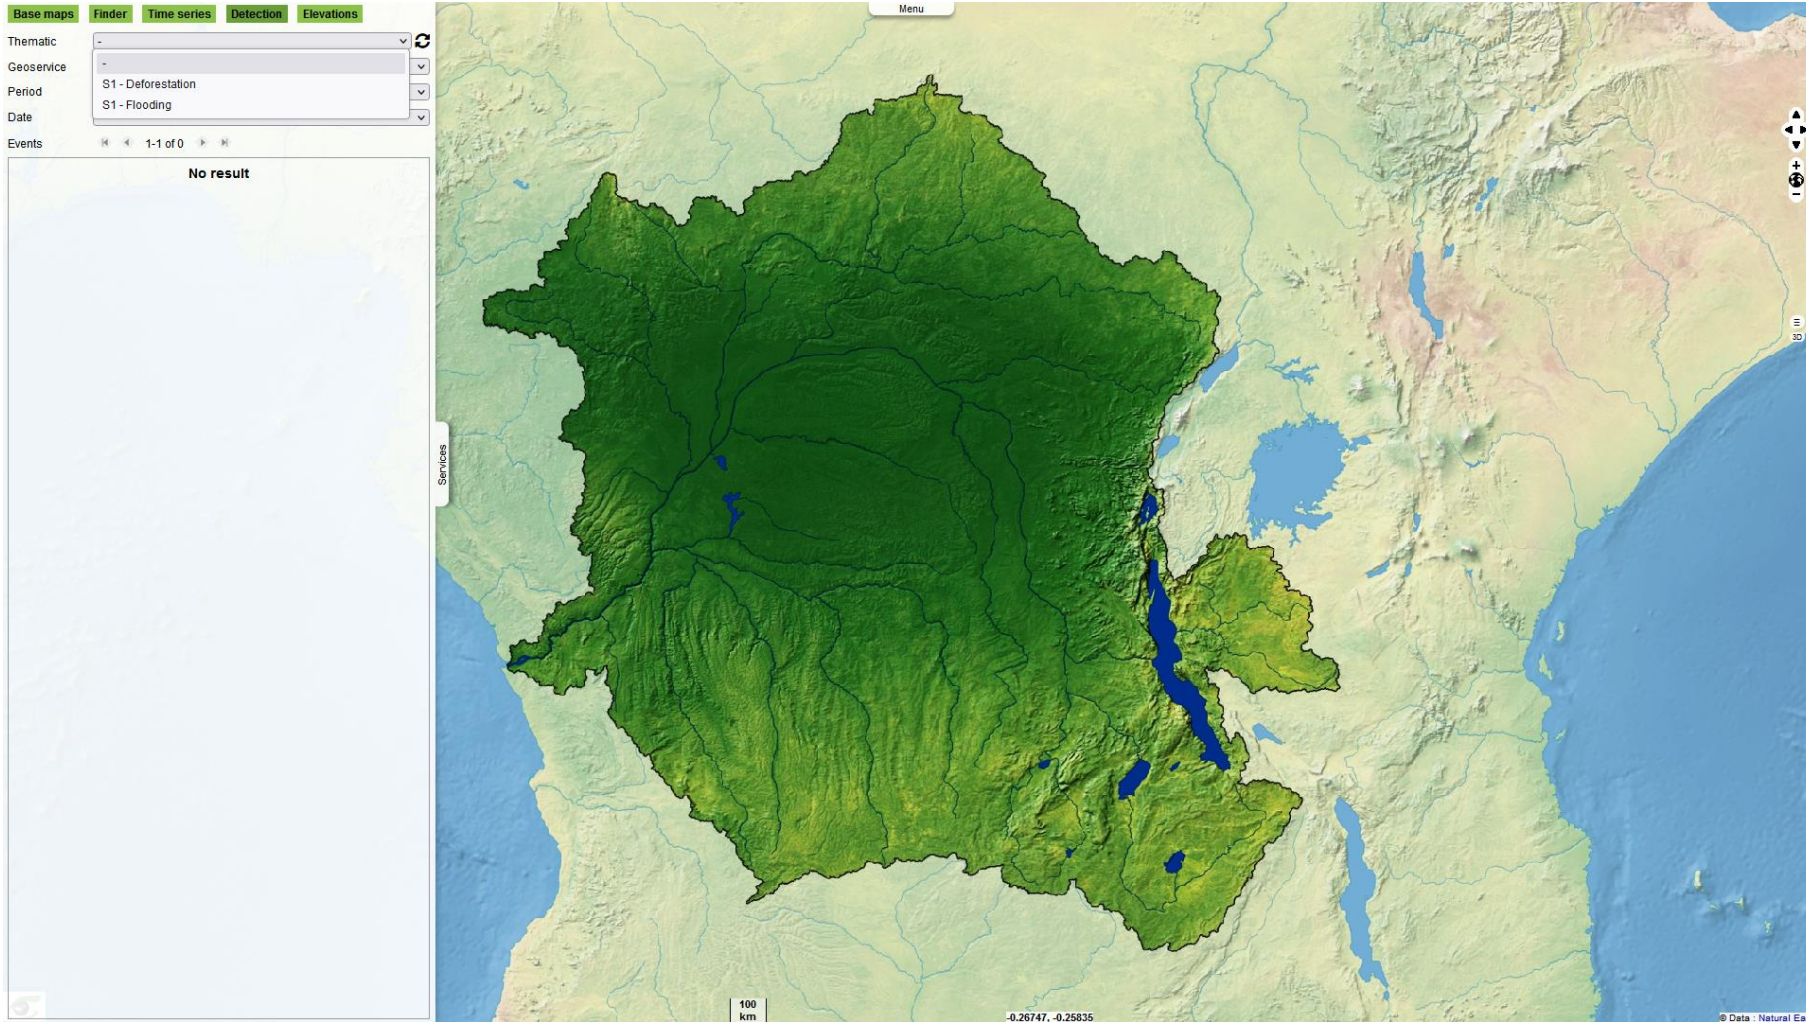 Base maps Finder Time series Detection Elevations
Menu
Thematic -
-
Geoservice
S1 - Deforestation
Period
S1 - Flooding
Date
Events 1-1 of 0
No result
Services
3D
100
km
-0.26747, -0.25835
© Data : Natural Ea